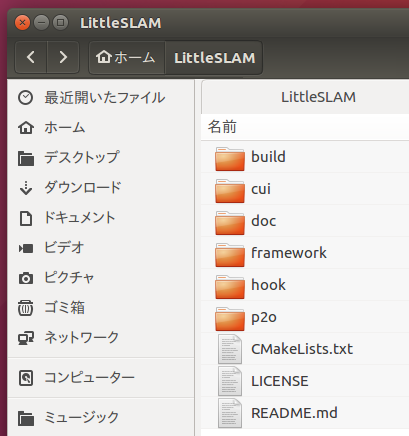 LittleSLAM
ホーム LittleSLAM
最近開いたファイル
ホーム
デスクトップ
ダウンロード
ドキュメント
ビデオ
ピクチャ
ゴミ箱
ネットワーク
コンピューター
ミュージック
LittleSLAM
名前
build
cui
doc
framework
hook
p2o
CMakeLists.txt
LICENSE
README.md